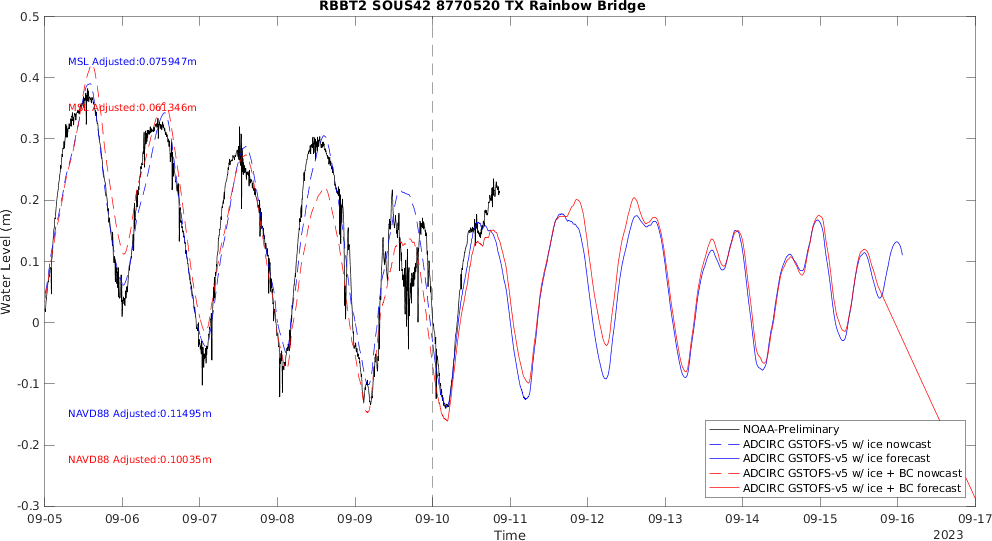 RBBT2 SOUS42 8770520 TX Rainbow Bridge
0.5
0.4
0.3
0.2
0.1
0
-0.1
-0.2
-0.3
Water Level (m)
MSL Adjusted:0.075947m
MSL Adjusted:0.061346m
NAVD88 Adjusted:0.11495m
NAVD88 Adjusted:0.10035m
NOAA-Preliminary
ADCIRC GSTOFS-v5 w/ ice nowcast
ADCIRC GSTOFS-v5 w/ ice forecast
ADCIRC GSTOFS-v5 w/ ice + BC nowcast
ADCIRC GSTOFS-v5 w/ ice + BC forecast
09-05 09-06 09-07 09-08 09-09 09-10 09-11 09-12 09-13 09-14 09-15 09-16 09-17
Time
2023